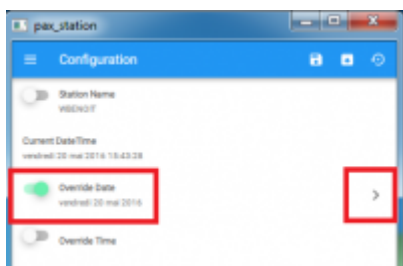 pax_station
Configuration
Station Name
WBENOIT
Current DateTime
vendredi 20 mai 2016 15:43:28
Override Date
vendredi 20 mai 2016
Override Time